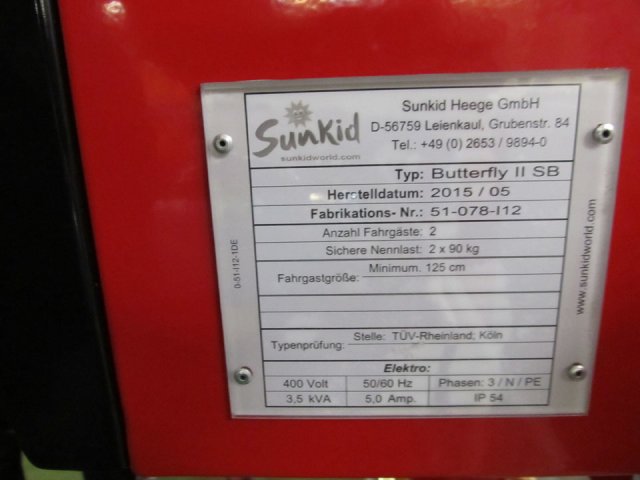 SunKid
sunkidworld.com
Sunkid Heege GmbH
D-56759 Leienkaul, Grubenstr. 84
Tel.: +49 (0) 2653 / 9894-0
Typ: Butterfly II SB
Herstelldatum: 2015 / 05
Fabrikations- Nr.: 51-078-I12
Anzahl Fahrgäste: 2
Sichere Nennlast: 2 x 90 kg
Fahrgastgröße: Minimum. 125 cm
Typenprüfung: Stelle: TÜV-Rheinland; Köln
Elektro:
400 Volt 50/60 Hz Phasen: 3 / N / PE
3,5 kVA 5,0 Amp. IP 54
0-51-I12-1DE
www.sunkidworld.com